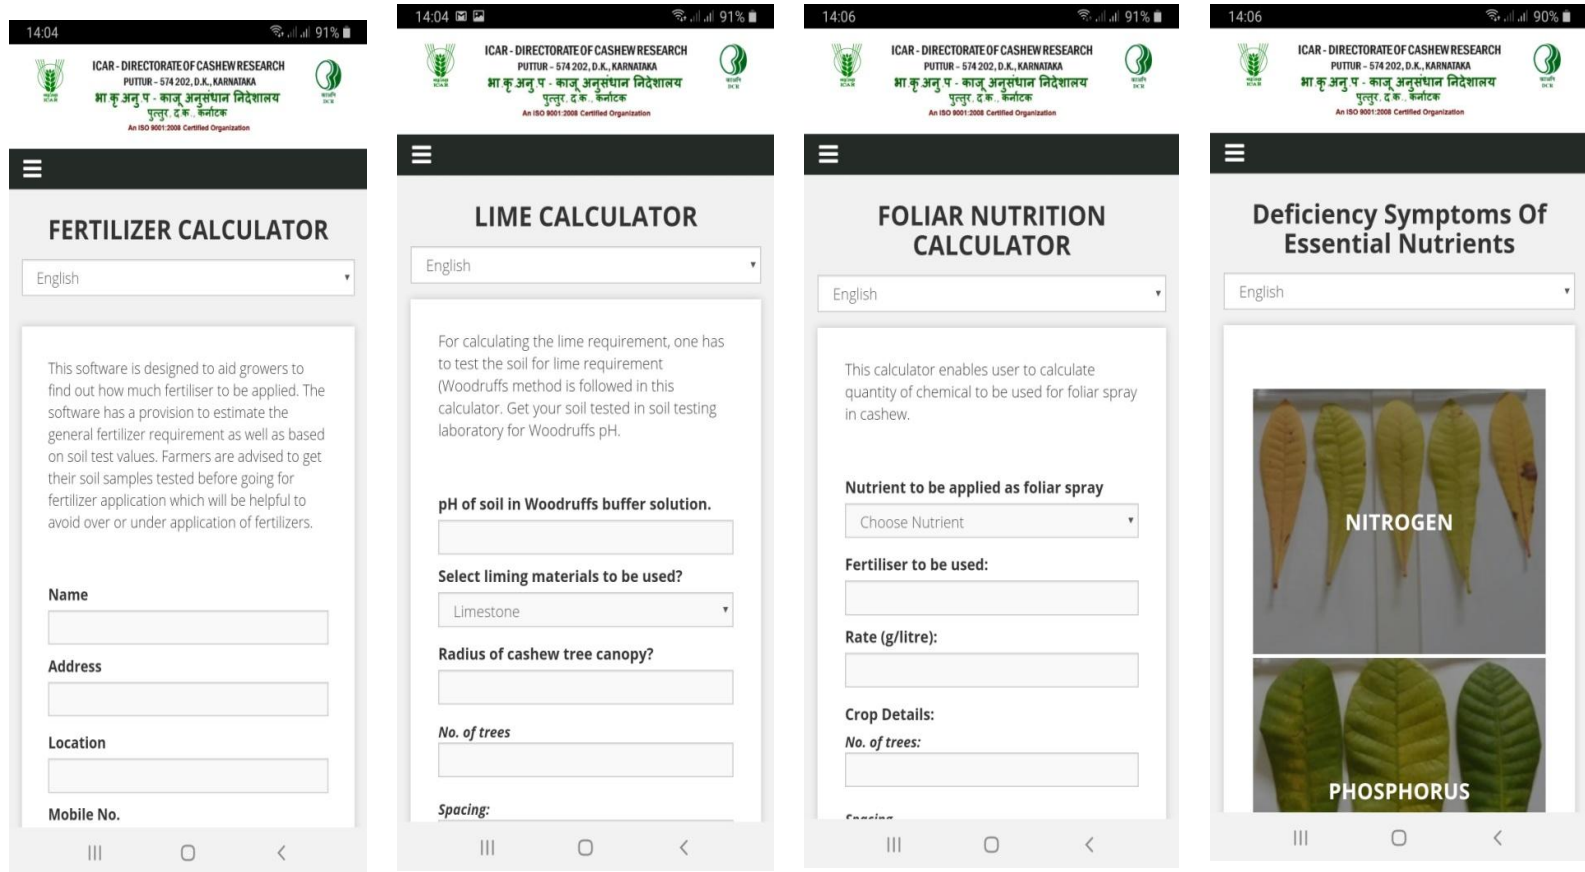 14:04
91%
ICAR - DIRECTORATE OF CASHEW RESEARCH
PUTTUR – 574 202, D.K., KARNATAKA
भा कृ अनु प - काजू अनुसंधान निदेशालय
पुत्तुर, द क., कर्नाटक
An ISO 9001:2008 Certified Organization
FERTILIZER CALCULATOR
English
This software is designed to aid growers to
find out how much fertiliser to be applied. The
software has a provision to estimate the
general fertilizer requirement as well as based
on soil test values. Farmers are advised to get
their soil samples tested before going for
fertilizer application which will be helpful to
avoid over or under application of fertilizers.
Name
Address
Location
Mobile No.
14:04
91%
ICAR - DIRECTORATE OF CASHEW RESEARCH
PUTTUR – 574 202, D.K., KARNATAKA
भा कृ अनु प - काजू अनुसंधान निदेशालय
पुत्तुर, द क., कर्नाटक
An ISO 9001:2008 Certified Organization
LIME CALCULATOR
English
For calculating the lime requirement, one has
to test the soil for lime requirement
(Woodruffs method is followed in this
calculator. Get your soil tested in soil testing
laboratory for Woodruffs pH.
pH of soil in Woodruffs buffer solution.
Select liming materials to be used?
Limestone
Radius of cashew tree canopy?
No. of trees
Spacing:
14:06
91%
ICAR - DIRECTORATE OF CASHEW RESEARCH
PUTTUR – 574 202, D.K., KARNATAKA
भा कृ अनु प - काजू अनुसंधान निदेशालय
पुत्तुर, द क., कर्नाटक
An ISO 9001:2008 Certified Organization
FOLIAR NUTRITION
CALCULATOR
English
This calculator enables user to calculate
quantity of chemical to be used for foliar spray
in cashew.
Nutrient to be applied as foliar spray
Choose Nutrient
Fertiliser to be used:
Rate (g/litre):
Crop Details:
No. of trees:
Spacing
14:06
90%
ICAR - DIRECTORATE OF CASHEW RESEARCH
PUTTUR – 574 202, D.K., KARNATAKA
भा कृ अनु प - काजू अनुसंधान निदेशालय
पुत्तुर, द क., कर्नाटक
An ISO 9001:2008 Certified Organization
Deficiency Symptoms Of
Essential Nutrients
English
NITROGEN
PHOSPHORUS